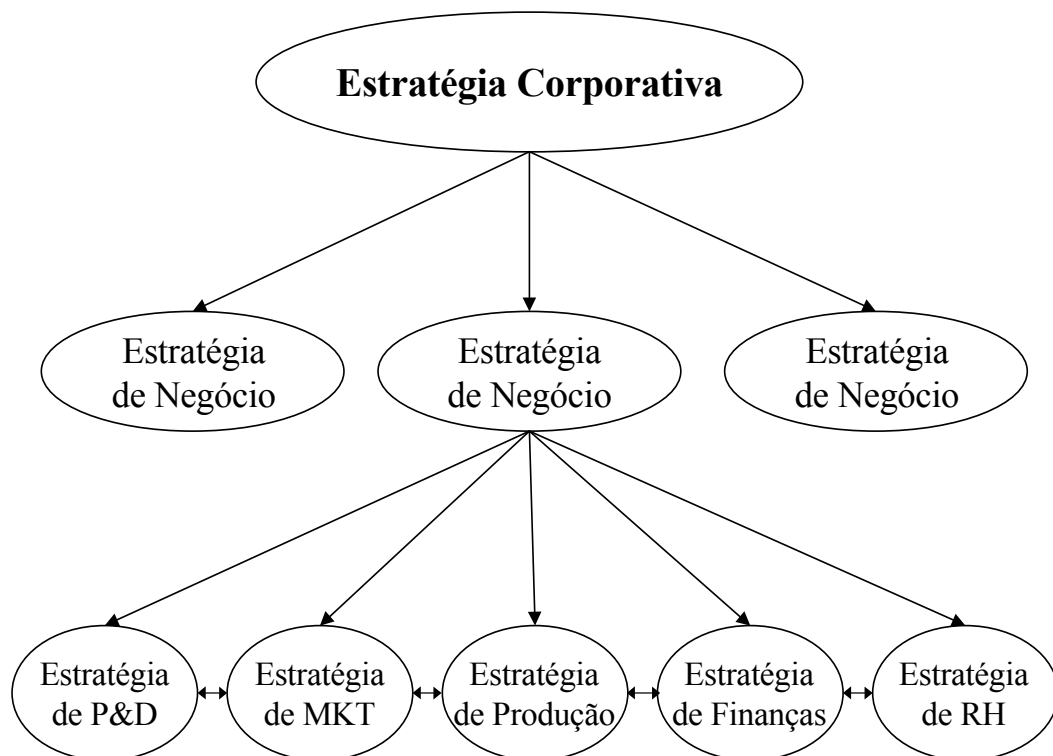 Estratégia Corporativa
Estratégia
de Negócio
Estratégia
de Negócio
Estratégia
de Negócio
Estratégia
de P&D
Estratégia
de MKT
Estratégia
de Produção
Estratégia
de Finanças
Estratégia
de RH